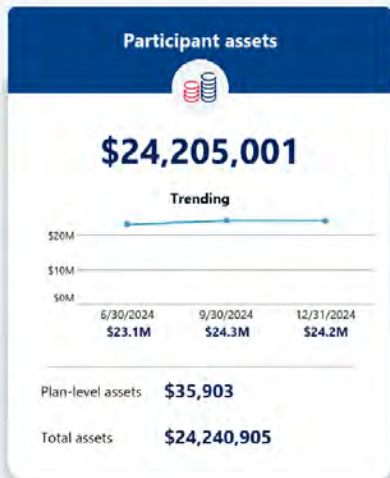 Participant assets
$24,205,001
Trending
$20M
$10M
$0M
6/30/2024 9/30/2024 12/31/2024
$23.1M $24.3M $24.2M
Plan-level assets $35,903
Total assets $24,240,905